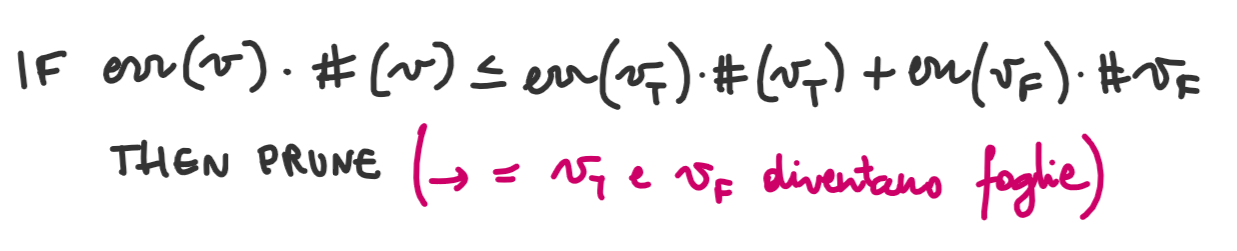 IF err(v) · #(v) ≤ err(v_T) · #(v_T) + err(v_F) · #v_F
THEN PRUNE (→ = v_T e v_F diventano foglie)